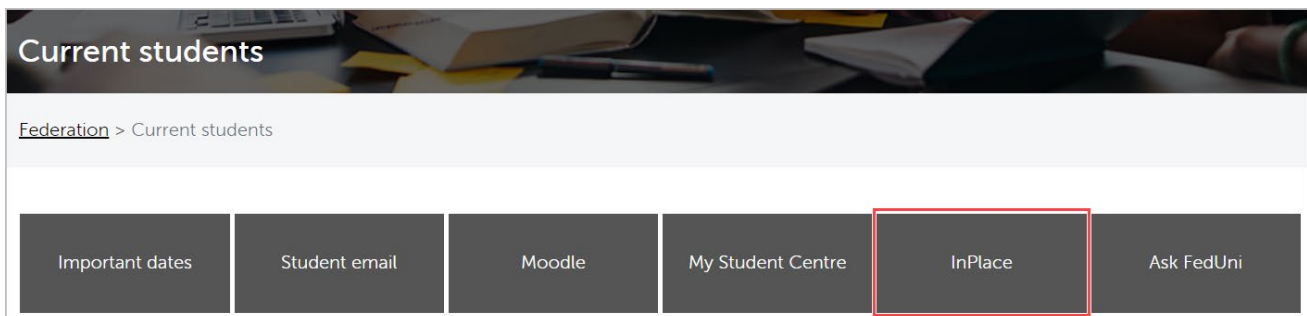 Current students
Federation > Current students
Important dates Student email Moodle My Student Centre InPlace Ask FedUni